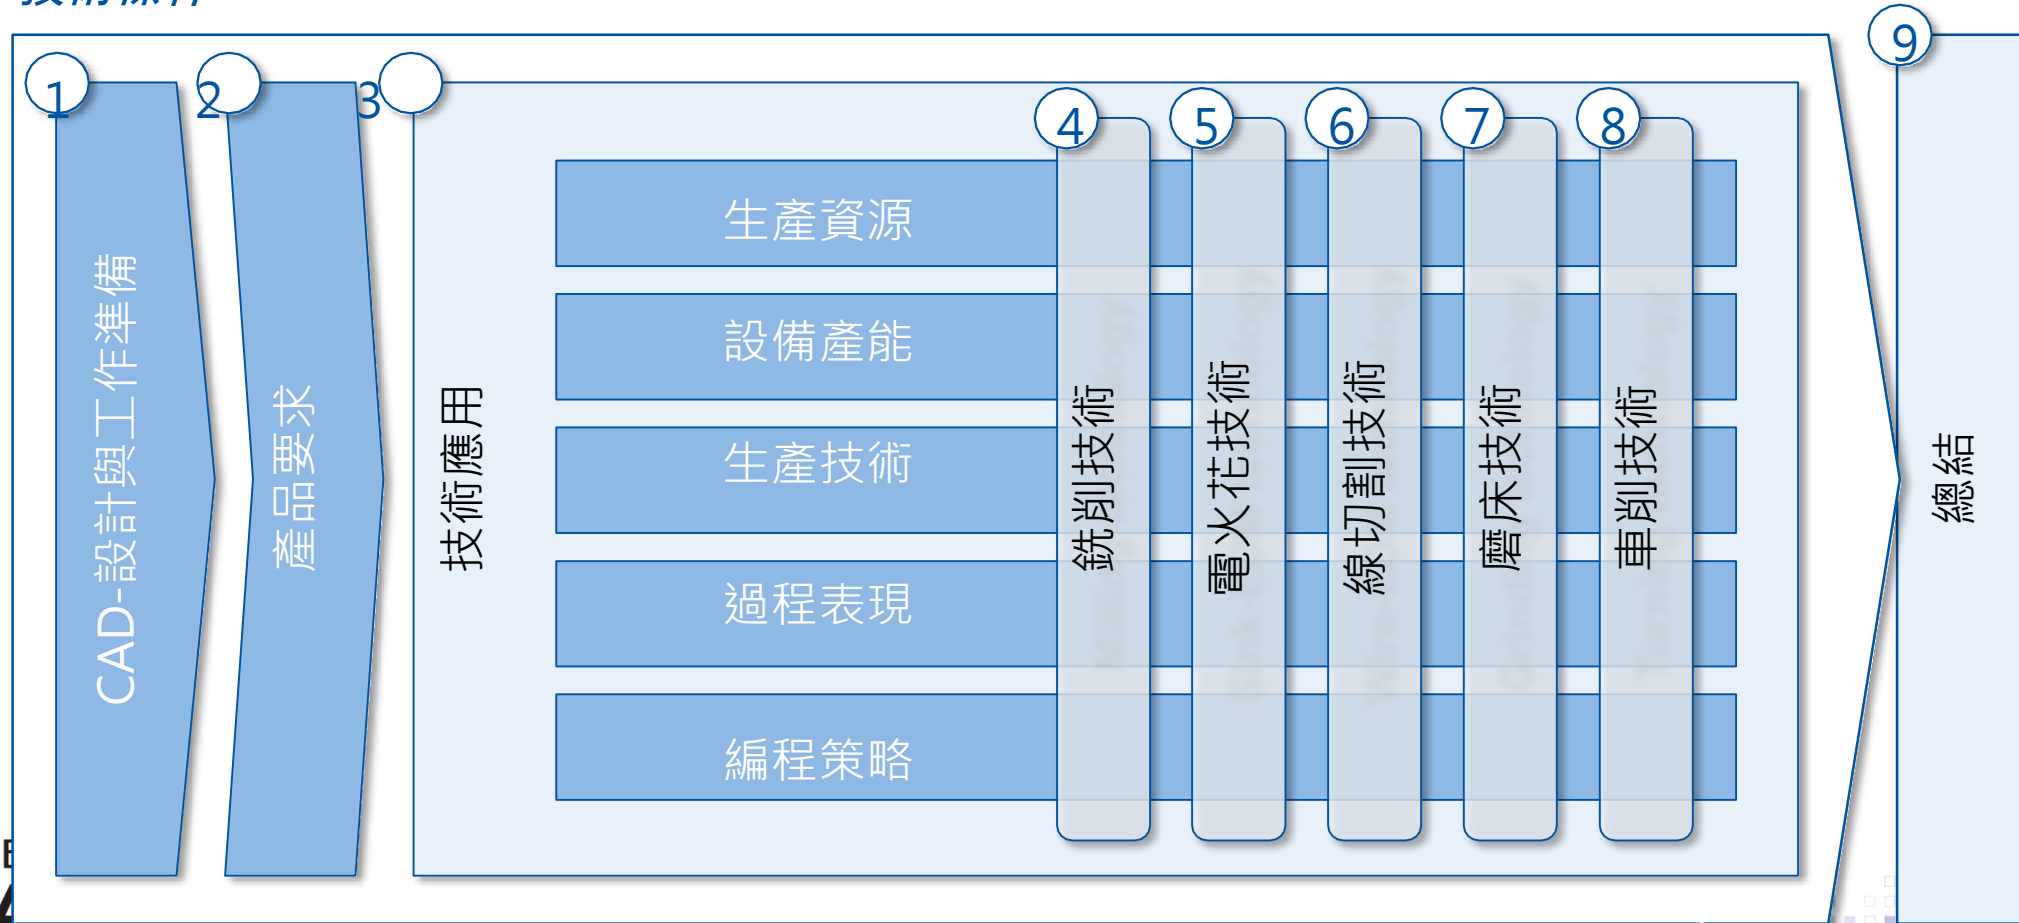 1
CAD-設計與工作準備
2
產品要求
3
技術應用
生產資源
設備產能
生產技術
過程表現
編程策略
4
銑削技術
5
電火花技術
6
線切割技術
7
磨床技術
8
車削技術
9
總結